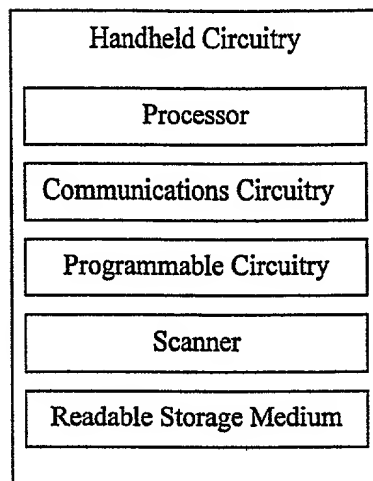 Handheld Circuitry
Processor
Communications Circuitry
Programmable Circuitry
Scanner
Readable Storage Medium